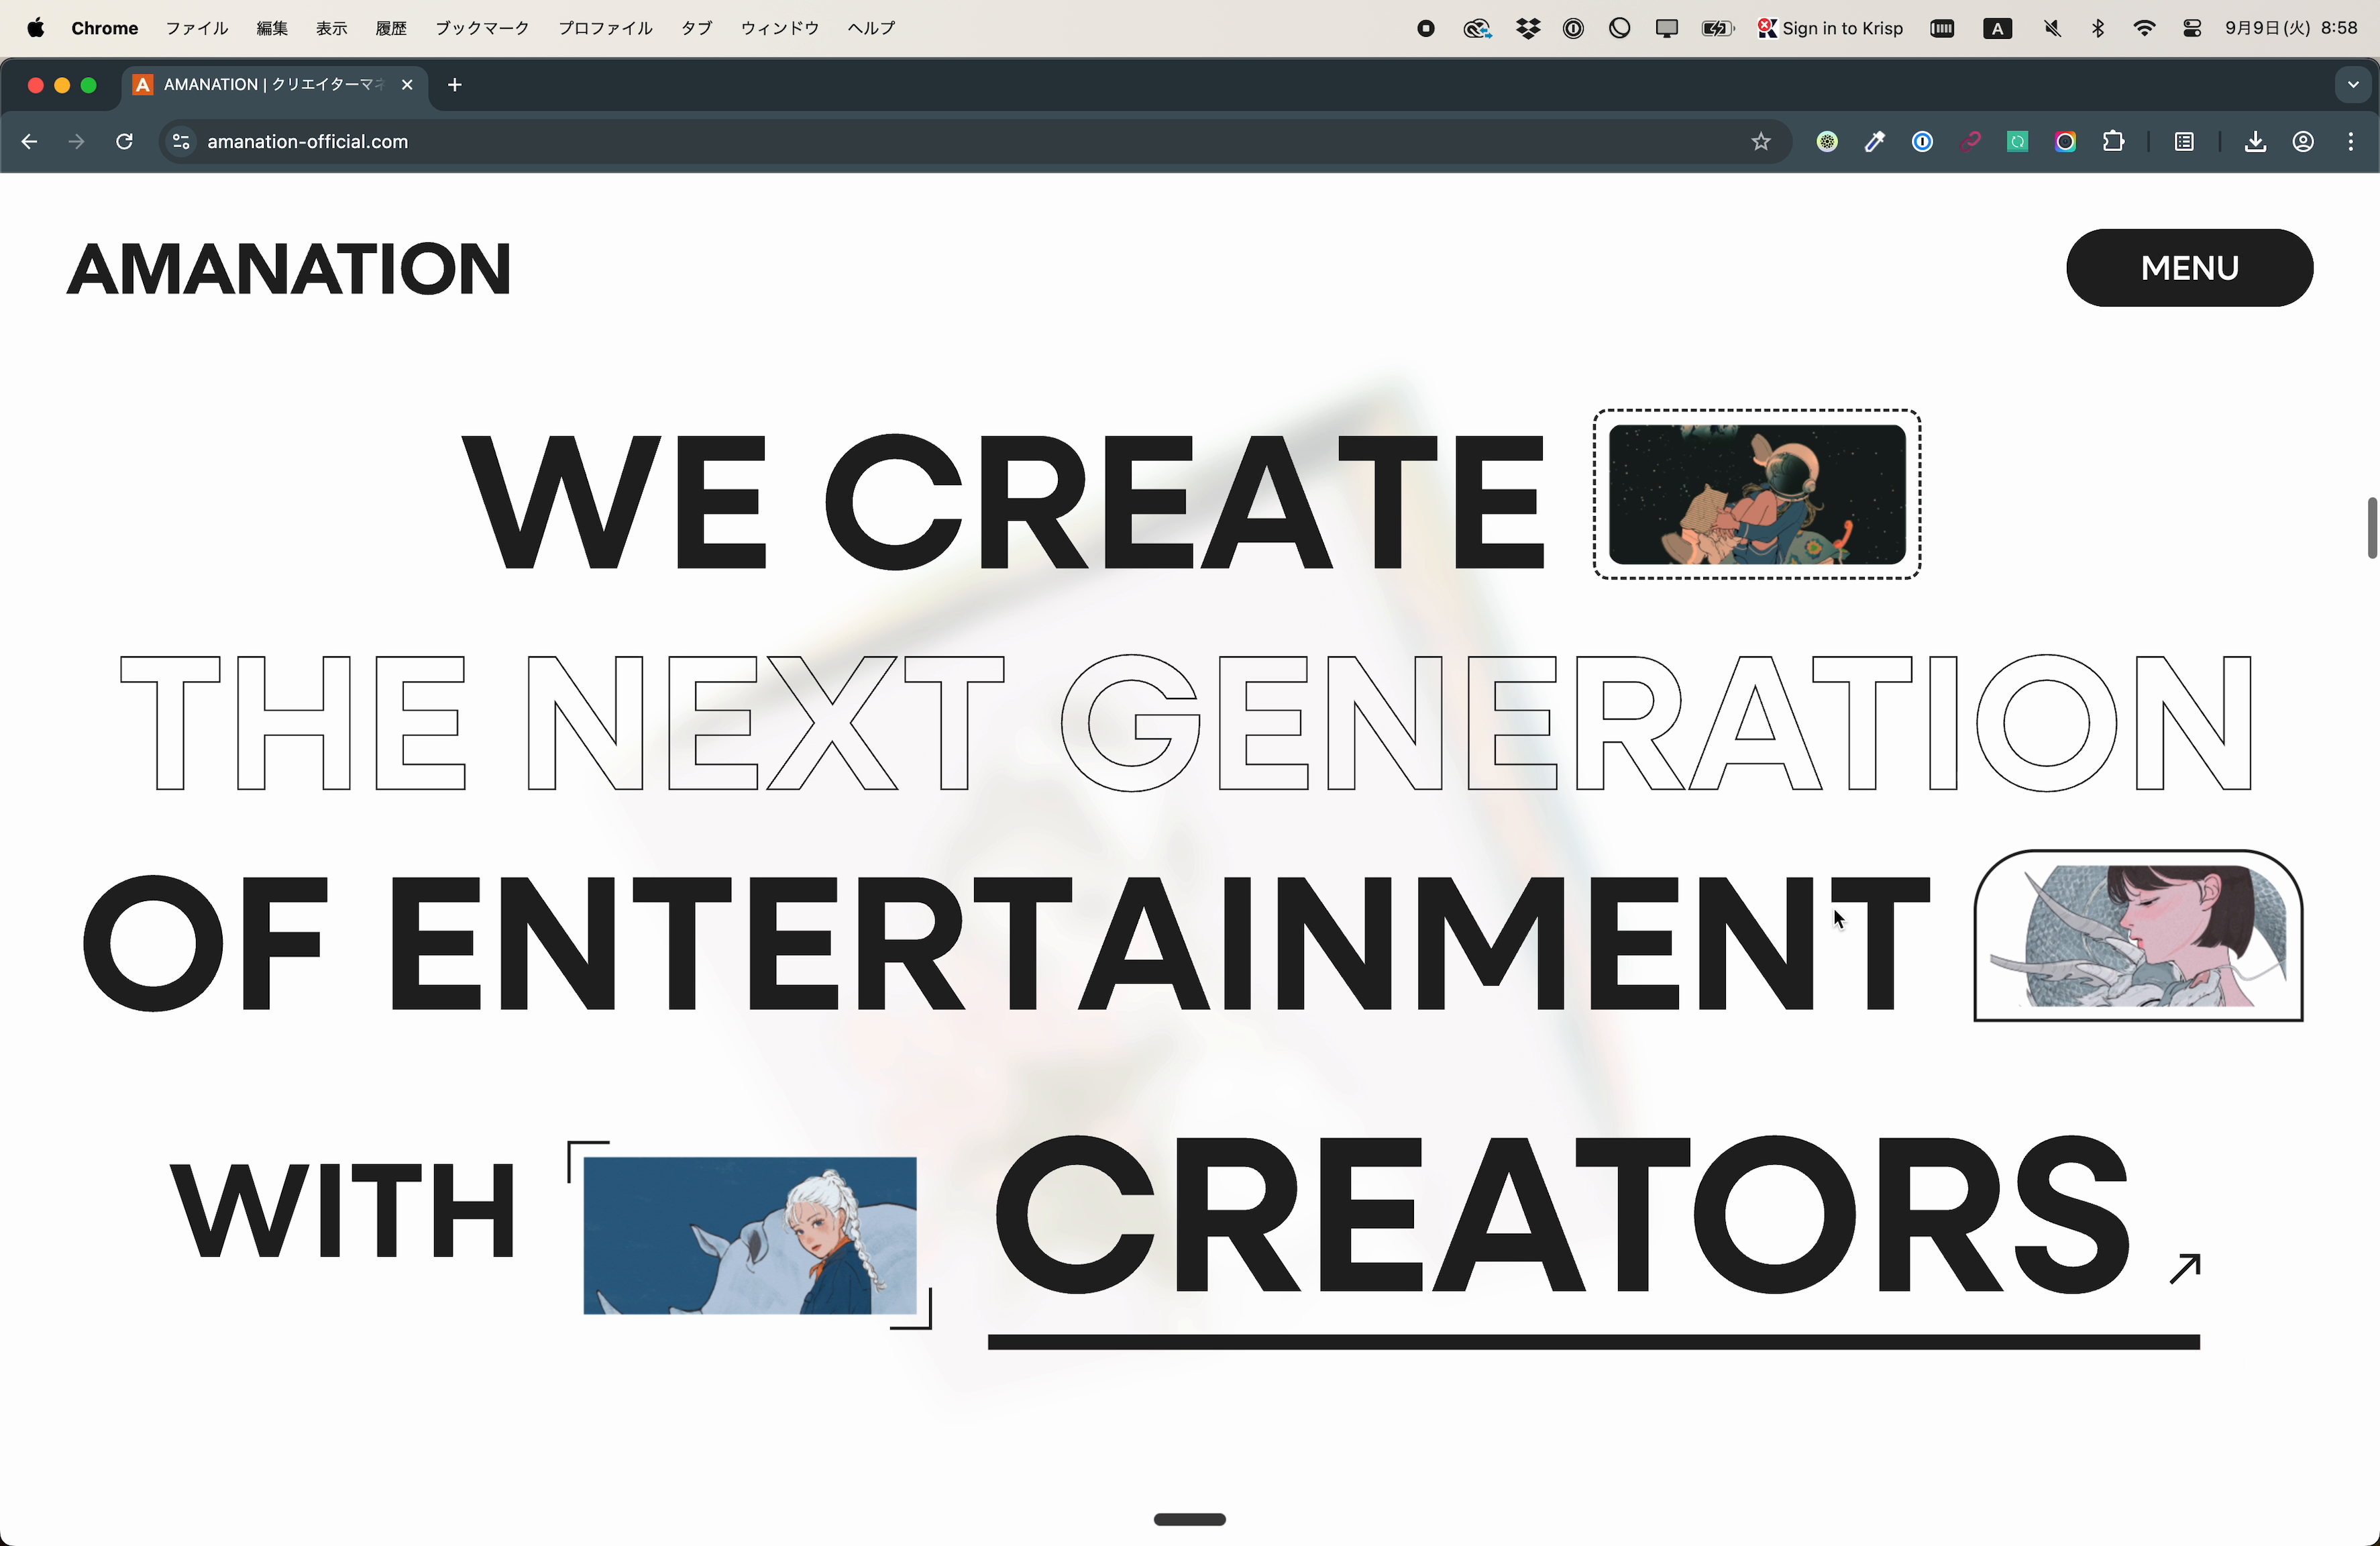 Chrome ファイル 編集 表示 履歴 ブックマーク プロファイル タブ ウィンドウ ヘルプ Sign in to Krisp A 9月9日(火) 8:58
A AMANATION | クリエイターマネ
amanation-official.com
AMANATION MENU
WE CREATE
THE NEXT GENERATION
OF ENTERTAINMENT
WITH CREATORS